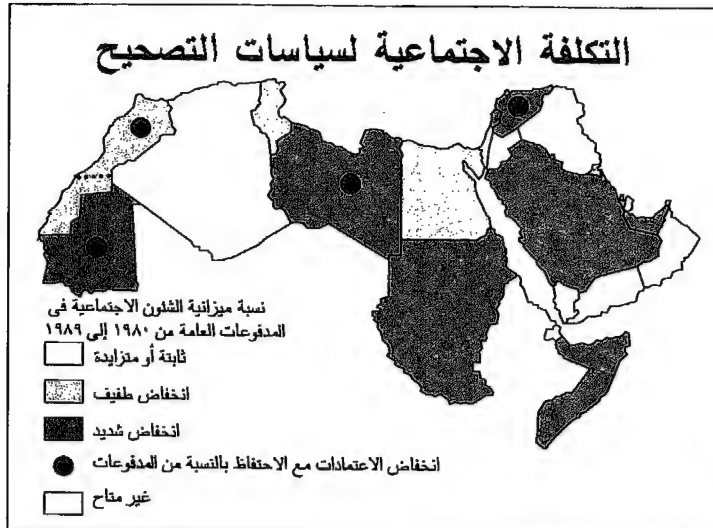 التكلفة الاجتماعية لسياسات التصحيح
نسبة ميزانية الشئون الاجتماعية فى
المدفوعات العامة من ١٩٨٠ إلى ١٩٨٩
ثابتة أو متزايدة
انخفاض طفيف
انخفاض شديد
انخفاض الاعتمادات مع الاحتفاظ بالنسبة من المدفوعات
غير متاح